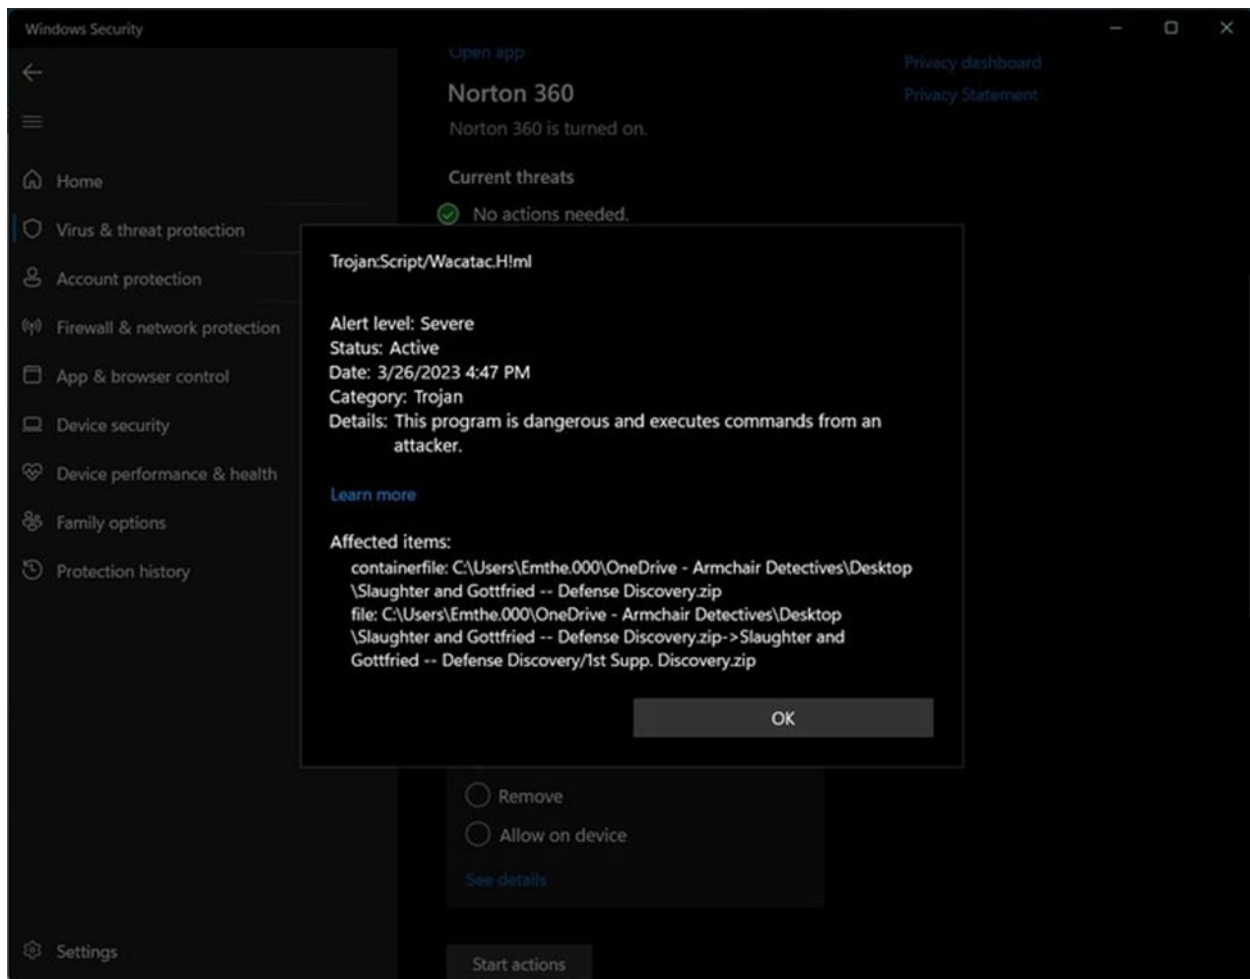 Windows Security
Open app
Norton 360
Norton 360 is turned on.
Current threats
No actions needed.
Privacy dashboard
Privacy Statement
Home
Virus & threat protection
Account protection
Firewall & network protection
App & browser control
Device security
Device performance & health
Family options
Protection history
Settings
Trojan:Script/Wacatac.H!ml
Alert level: Severe
Status: Active
Date: 3/26/2023 4:47 PM
Category: Trojan
Details: This program is dangerous and executes commands from an
attacker.
Learn more
Affected items:
containerfile: C:\Users\Emthe.000\OneDrive - Armchair Detectives\Desktop
\Slaughter and Gottfried -- Defense Discovery.zip
file: C:\Users\Emthe.000\OneDrive - Armchair Detectives\Desktop
\Slaughter and Gottfried -- Defense Discovery.zip->Slaughter and
Gottfried -- Defense Discovery/1st Supp. Discovery.zip
OK
Remove
Allow on device
See details
Start actions